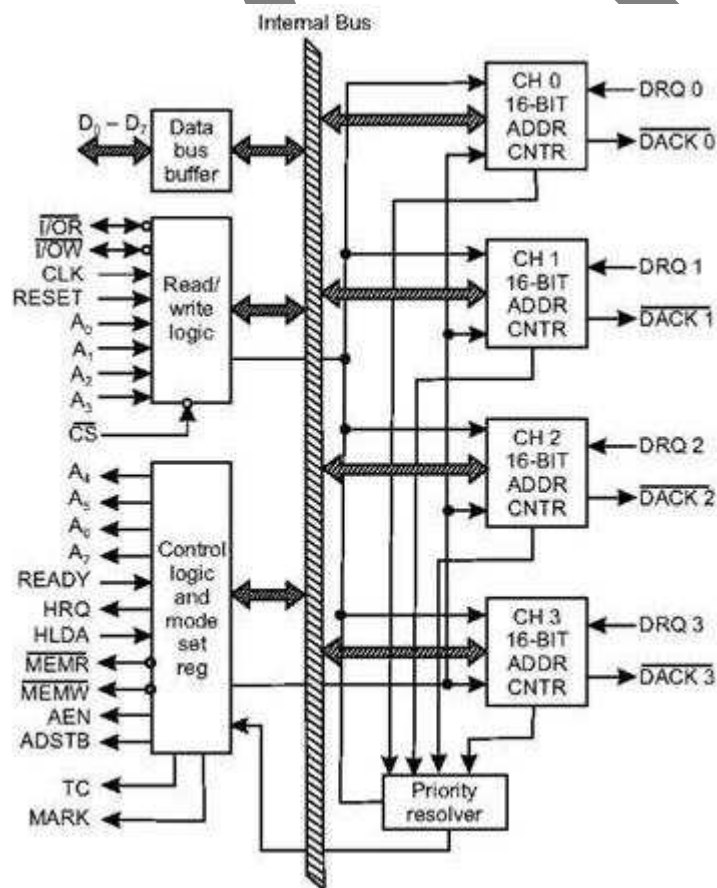 Internal Bus
D₀ – D₇
Data
bus
buffer
I/OR
I/OW
CLK
RESET
A₀
A₁
A₂
A₃
CS
Read/
write
logic
A₄
A₅
A₆
A₇
READY
HRQ
HLDA
MEMR
MEMW
AEN
ADSTB
TC
MARK
Control
logic
and
mode
set
reg
CH 0
16-BIT
ADDR
CNTR
DRQ 0
DACK 0
CH 1
16-BIT
ADDR
CNTR
DRQ 1
DACK 1
CH 2
16-BIT
ADDR
CNTR
DRQ 2
DACK 2
CH 3
16-BIT
ADDR
CNTR
DRQ 3
DACK 3
Priority
resolver